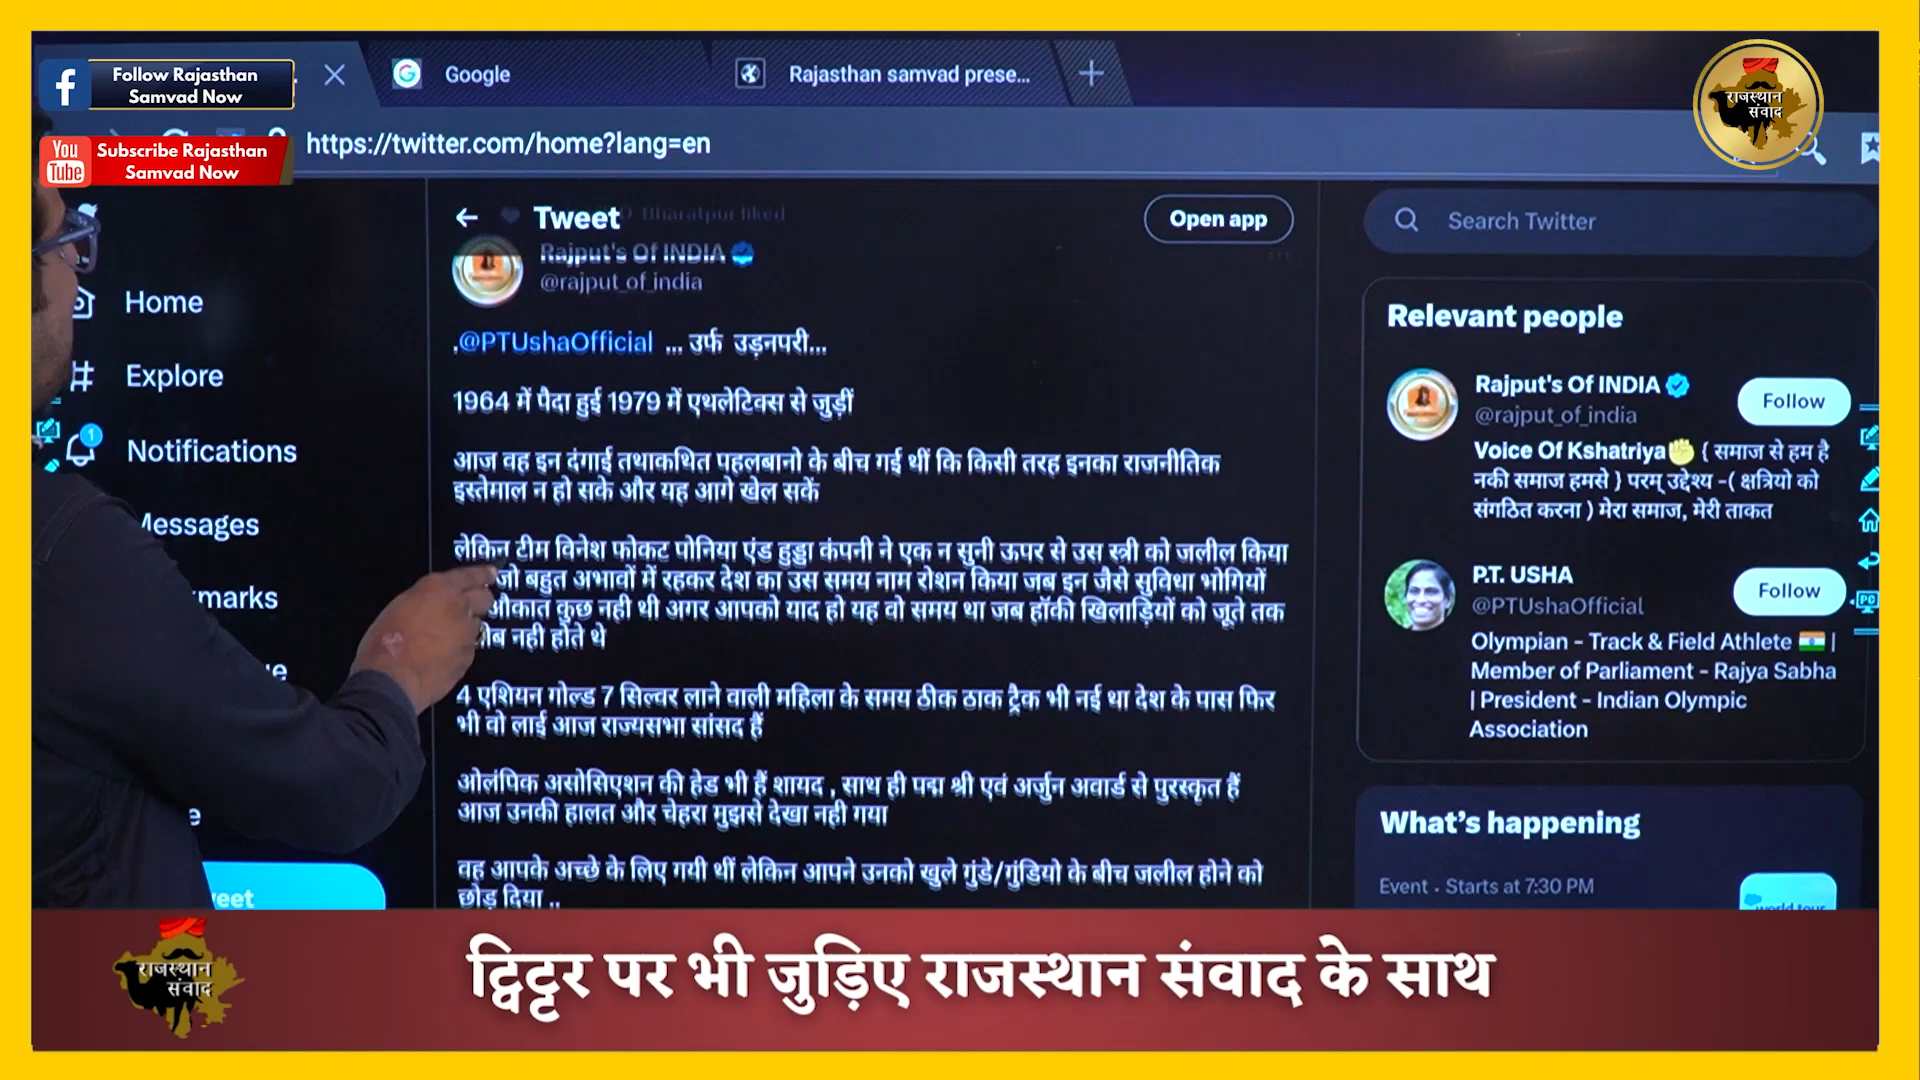 Follow Rajasthan
Samvad Now
Google
Rajasthan samvad prese...
राजस्थान
संवाद
You
Tube
Subscribe Rajasthan
Samvad Now
https://twitter.com/home?lang=en
Home
Explore
1
Notifications
Messages
Tweet
Bharatpur liked
Open app
Rajput's Of INDIA
@rajput_of_india
.@PTUshaOfficial ... उर्फ उड़नपरी...
1964 में पैदा हुई 1979 में एथलेटिक्स से जुड़ीं
आज वह इन दंगाई तथाकथित पहलबानो के बीच गई थीं कि किसी तरह इनका राजनीतिक
इस्तेमाल न हो सके और यह आगे खेल सकें
लेकिन टीम विनेश फोकट पोनिया एंड हुड्डा कंपनी ने एक न सुनी ऊपर से उस स्त्री को जलील किया
जो बहुत अभावों में रहकर देश का उस समय नाम रोशन किया जब इन जैसे सुविधा भोगियों
औकात कुछ नही थी अगर आपको याद हो यह वो समय था जब हॉकी खिलाड़ियों को जूते तक
नही होते थे
4 एशियन गोल्ड 7 सिल्वर लाने वाली महिला के समय ठीक ठाक ट्रैक भी नई था देश के पास फिर
भी वो लाई आज राज्यसभा सांसद हैं
ओलंपिक असोसिएशन की हेड भी हैं शायद , साथ ही पद्म श्री एवं अर्जुन अवार्ड से पुरस्कृत हैं
आज उनकी हालत और चेहरा मुझसे देखा नही गया
वह आपके अच्छे के लिए गयी थीं लेकिन आपने उनको खुले गुंडे/गुंडियो के बीच जलील होने को
छोड़ दिया ..
Search Twitter
Relevant people
Rajput's Of INDIA
@rajput_of_india
Follow
Voice Of Kshatriya✊ { समाज से हम है
नकी समाज हमसे } परम् उद्देश्य -( क्षत्रियो को
संगठित करना ) मेरा समाज, मेरी ताकत
P.T. USHA
@PTUshaOfficial
Follow
Olympian - Track & Field Athlete 🇮🇳 |
Member of Parliament - Rajya Sabha
| President - Indian Olympic
Association
What's happening
Event · Starts at 7:30 PM
world tour
राजस्थान
संवाद
ट्विट्टर पर भी जुड़िए राजस्थान संवाद के साथ